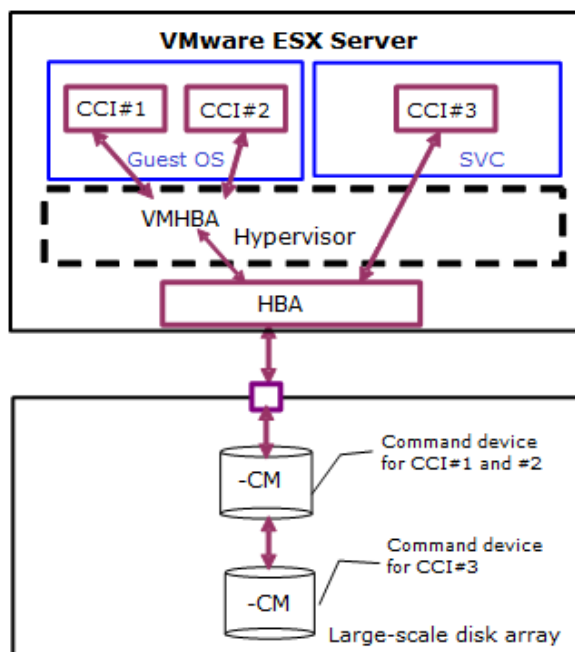 VMware ESX Server
CCI#1
CCI#2
CCI#3
Guest OS
SVC
VMHBA
Hypervisor
HBA
Command device
for CCI#1 and #2
-CM
Command device
for CCI#3
-CM
Large-scale disk array